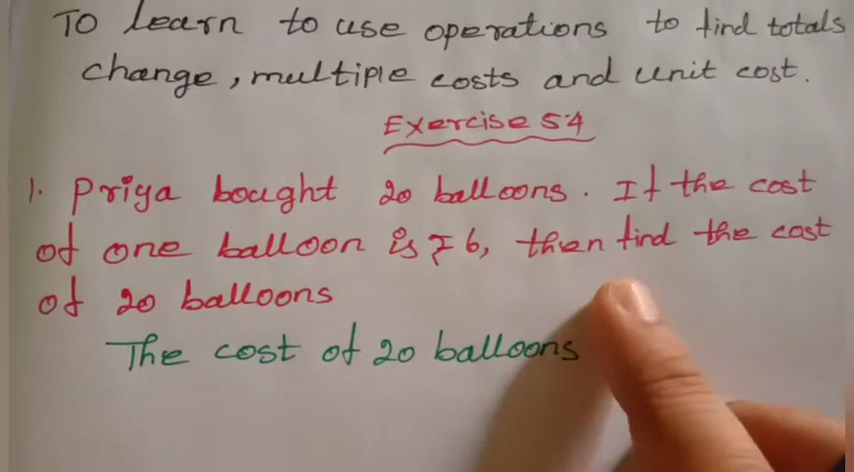 To learn to use operations to find totals
change, multiple costs and unit cost.
Exercise 5.4
1. Priya bought 20 balloons. If the cost
of one balloon is ₹6, then find the cost
of 20 balloons
The cost of 20 balloons